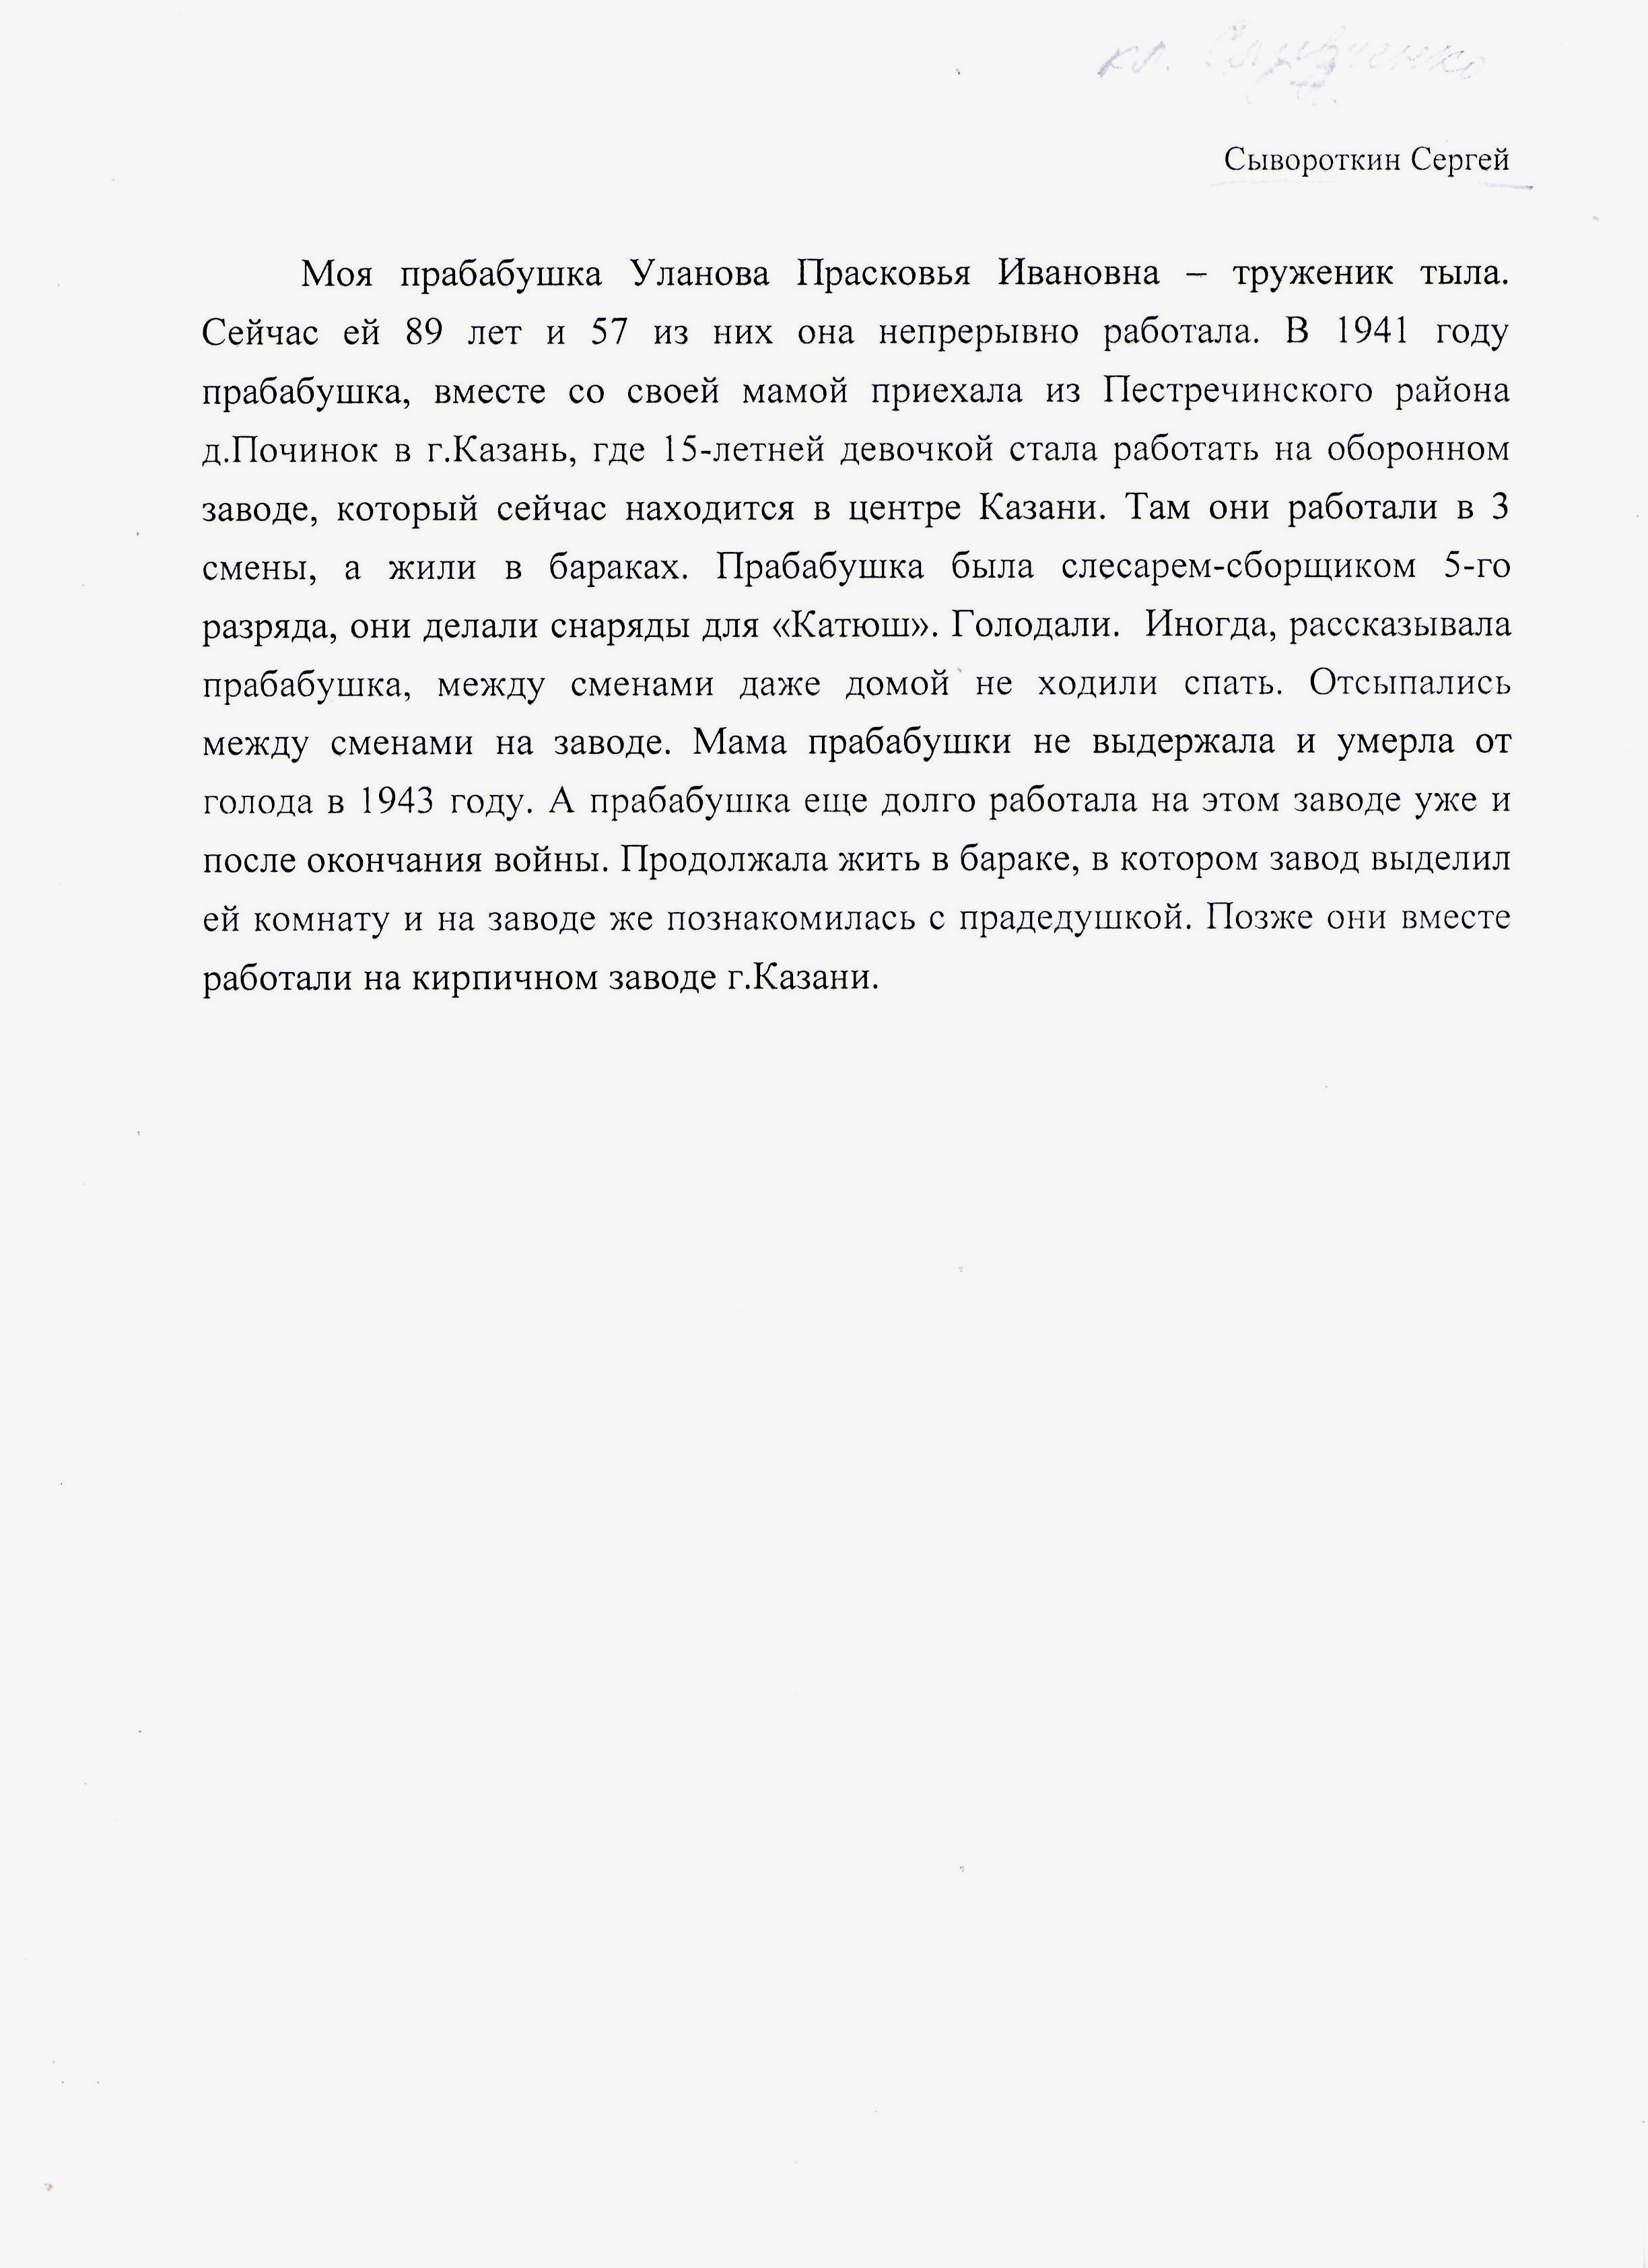 кл.
Сывороткин Сергей
Моя прабабушка Уланова Прасковья Ивановна – труженик тыла.
Сейчас ей 89 лет и 57 из них она непрерывно работала. В 1941 году
прабабушка, вместе со своей мамой приехала из Пестречинского района
д.Починок в г.Казань, где 15-летней девочкой стала работать на оборонном
заводе, который сейчас находится в центре Казани. Там они работали в 3
смены, а жили в бараках. Прабабушка была слесарем-сборщиком 5-го
разряда, они делали снаряды для «Катюш». Голодали. Иногда, рассказывала
прабабушка, между сменами даже домой не ходили спать. Отсыпались
между сменами на заводе. Мама прабабушки не выдержала и умерла от
голода в 1943 году. А прабабушка еще долго работала на этом заводе уже и
после окончания войны. Продолжала жить в бараке, в котором завод выделил
ей комнату и на заводе же познакомилась с прадедушкой. Позже они вместе
работали на кирпичном заводе г.Казани.